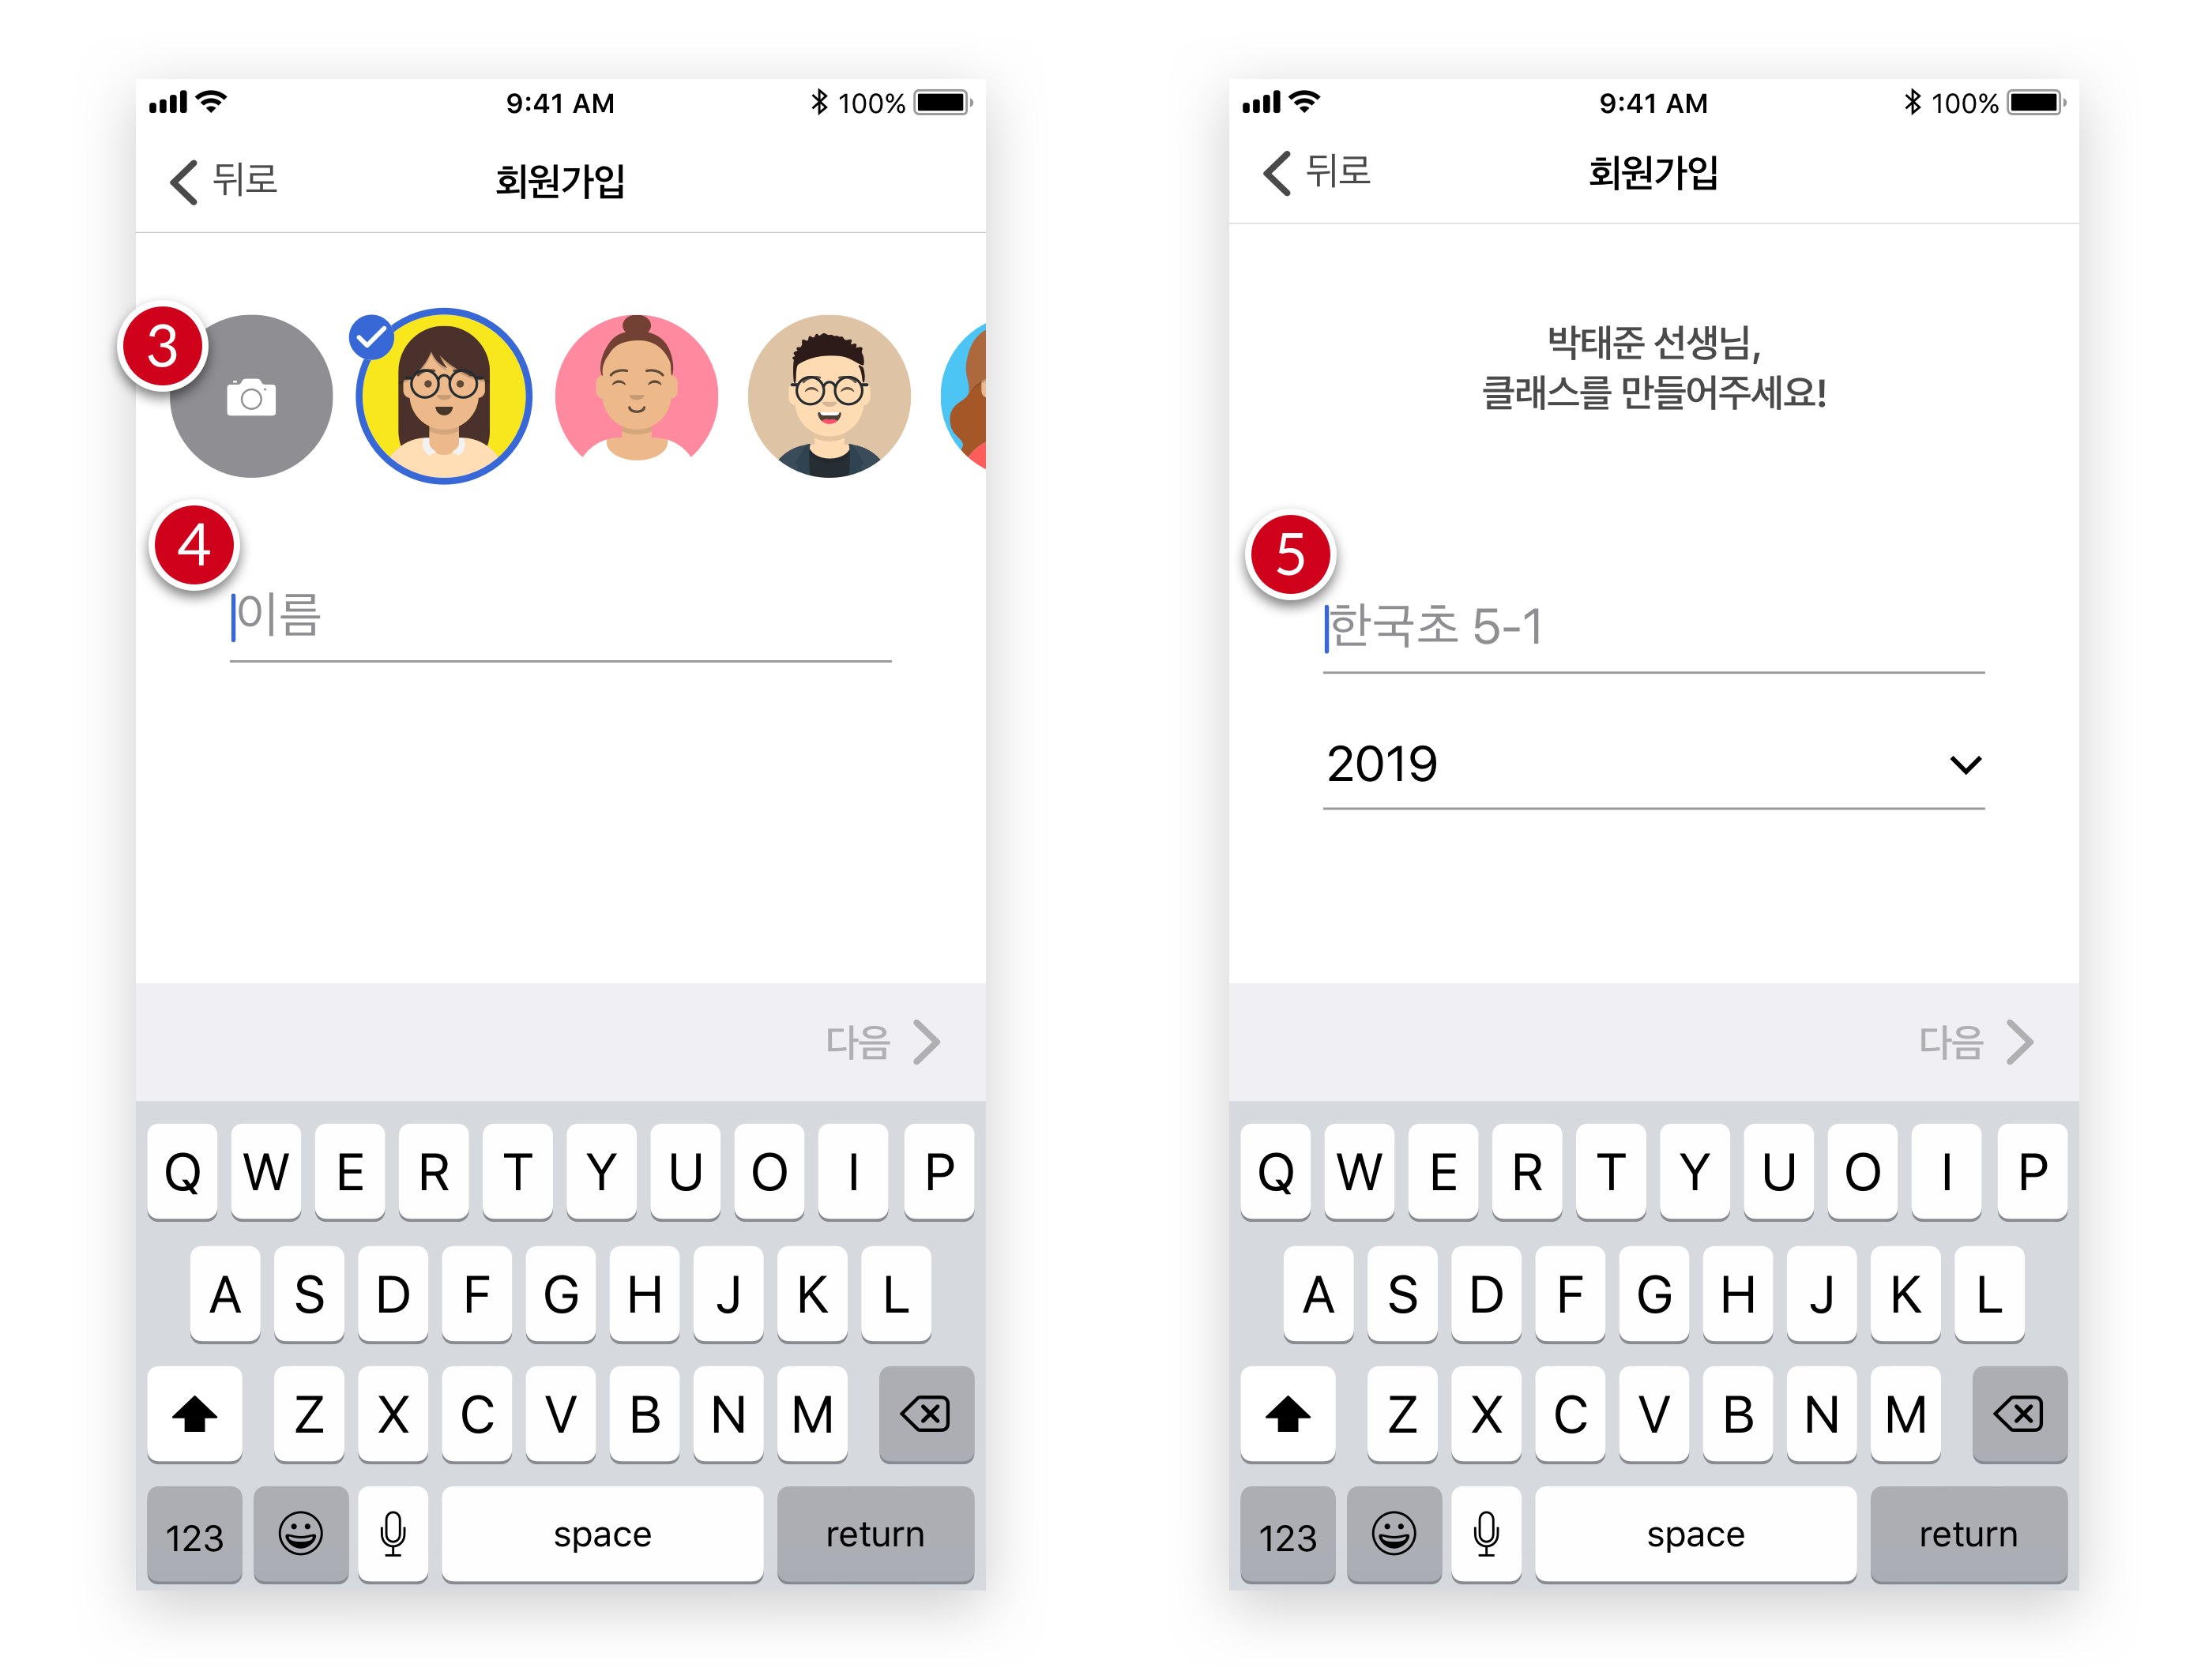 9:41 AM
100%
뒤로
회원가입
3
4
이름
다음
Q W E R T Y U O I P
A S D F G H J K L
Z X C V B N M
123
space
return
9:41 AM
100%
뒤로
회원가입
박태준 선생님,
클래스를 만들어주세요!
5
한국초 5-1
2019
다음
Q W E R T Y U O I P
A S D F G H J K L
Z X C V B N M
123
space
return